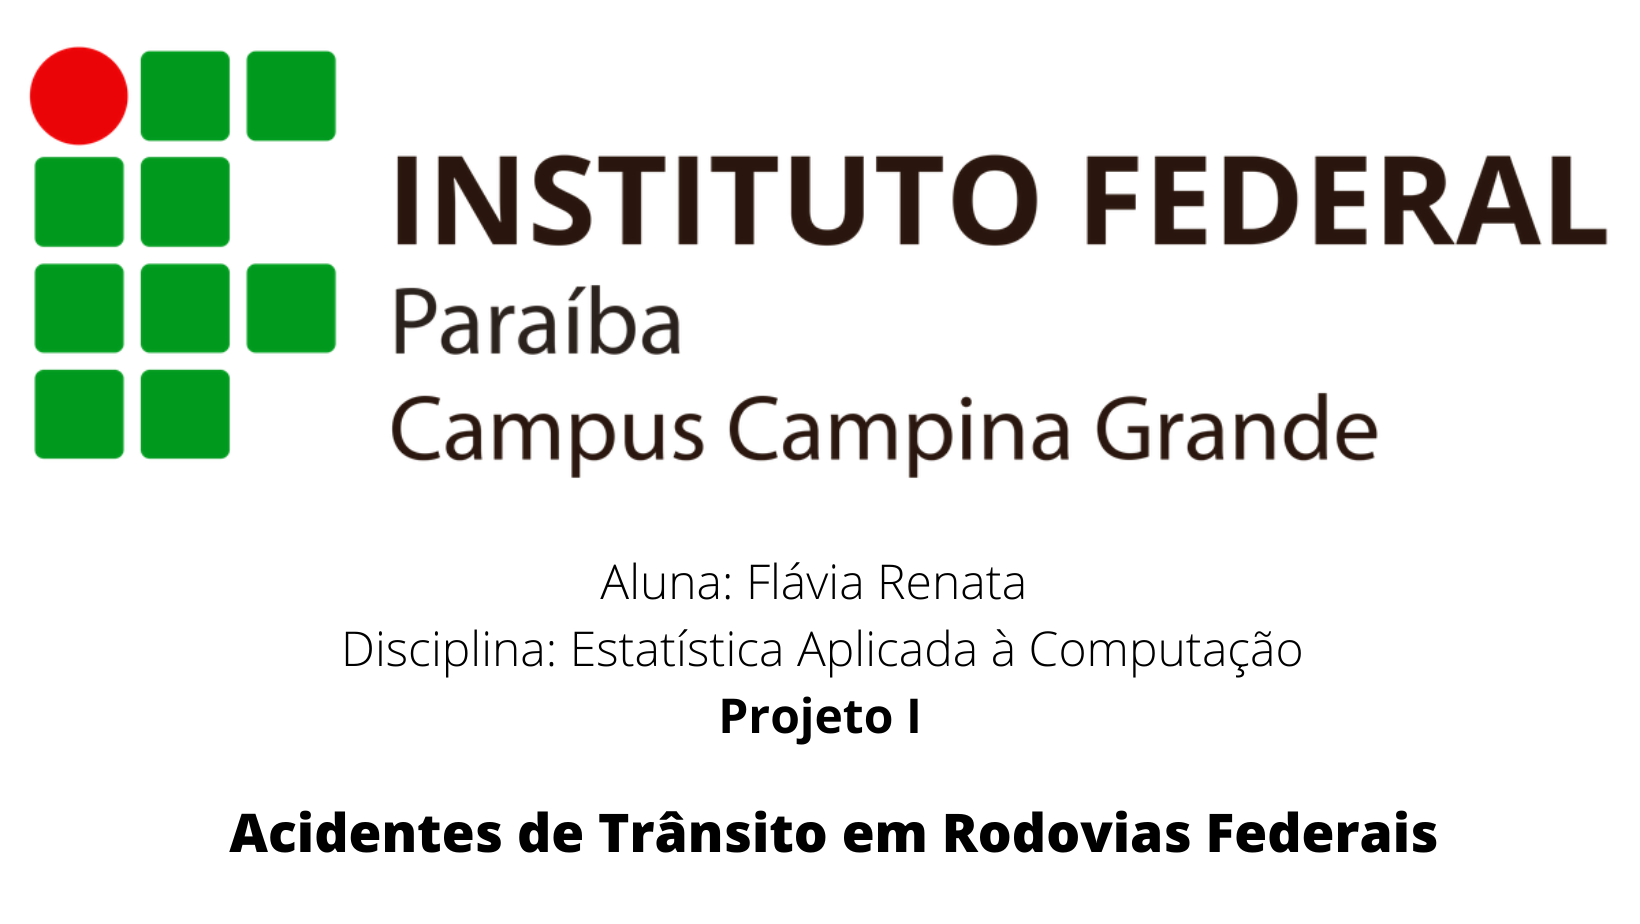 INSTITUTO FEDERAL
Paraíba
Campus Campina Grande
Aluna: Flávia Renata
Disciplina: Estatística Aplicada à Computação
Projeto I
Acidentes de Trânsito em Rodovias Federais